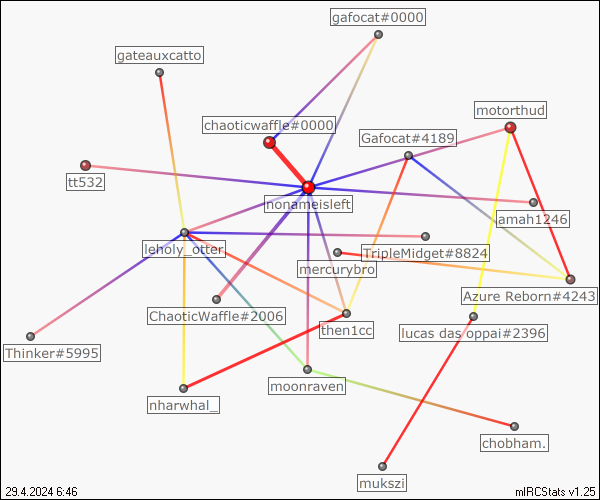 gafocat#0000
gateauxcatto
motorthud
chaoticwaffle#0000
Gafocat#4189
tt532
nonameisleft
amah1246
leholy_otter
TripleMidget#8824
mercurybro
Azure Reborn#4243
ChaoticWaffle#2006
then1cc
lucas das oppai#2396
Thinker#5995
moonraven
nharwhal_
chobham.
mukszi
29.4.2024 6:46
mIRCStats v1.25